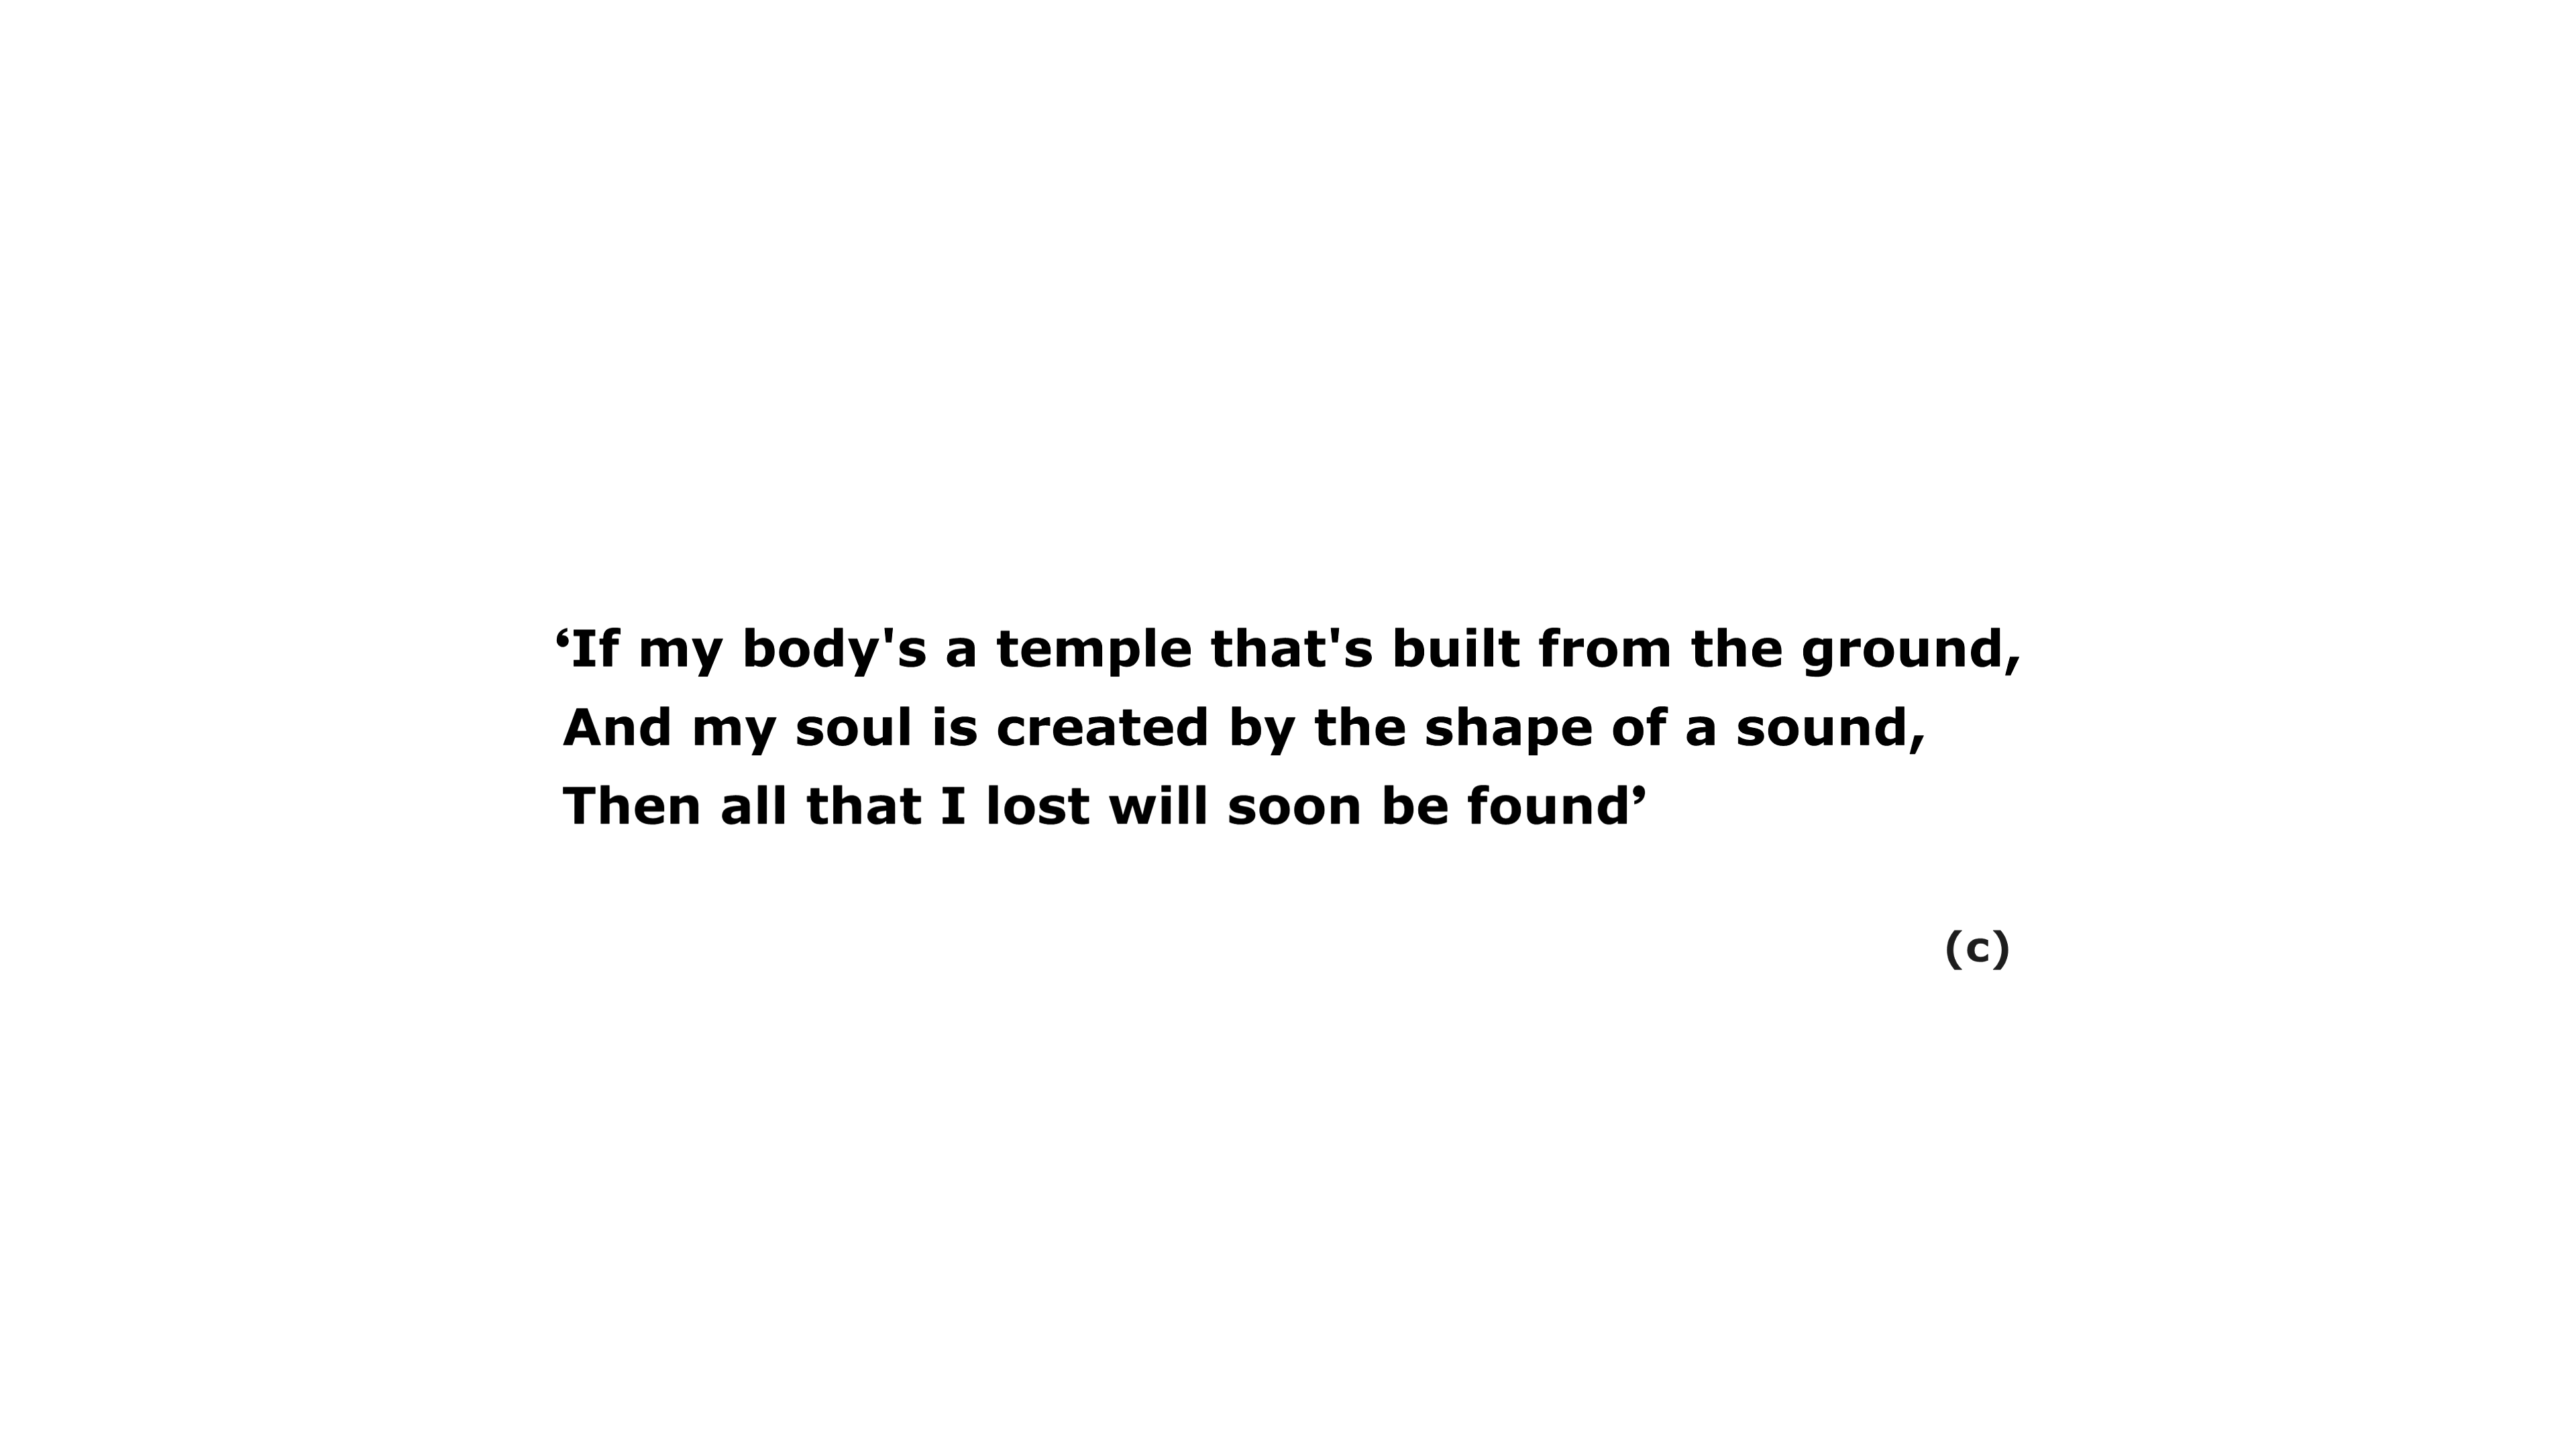 ‘If my body's a temple that's built from the ground,
And my soul is created by the shape of a sound,
Then all that I lost will soon be found’
(c)